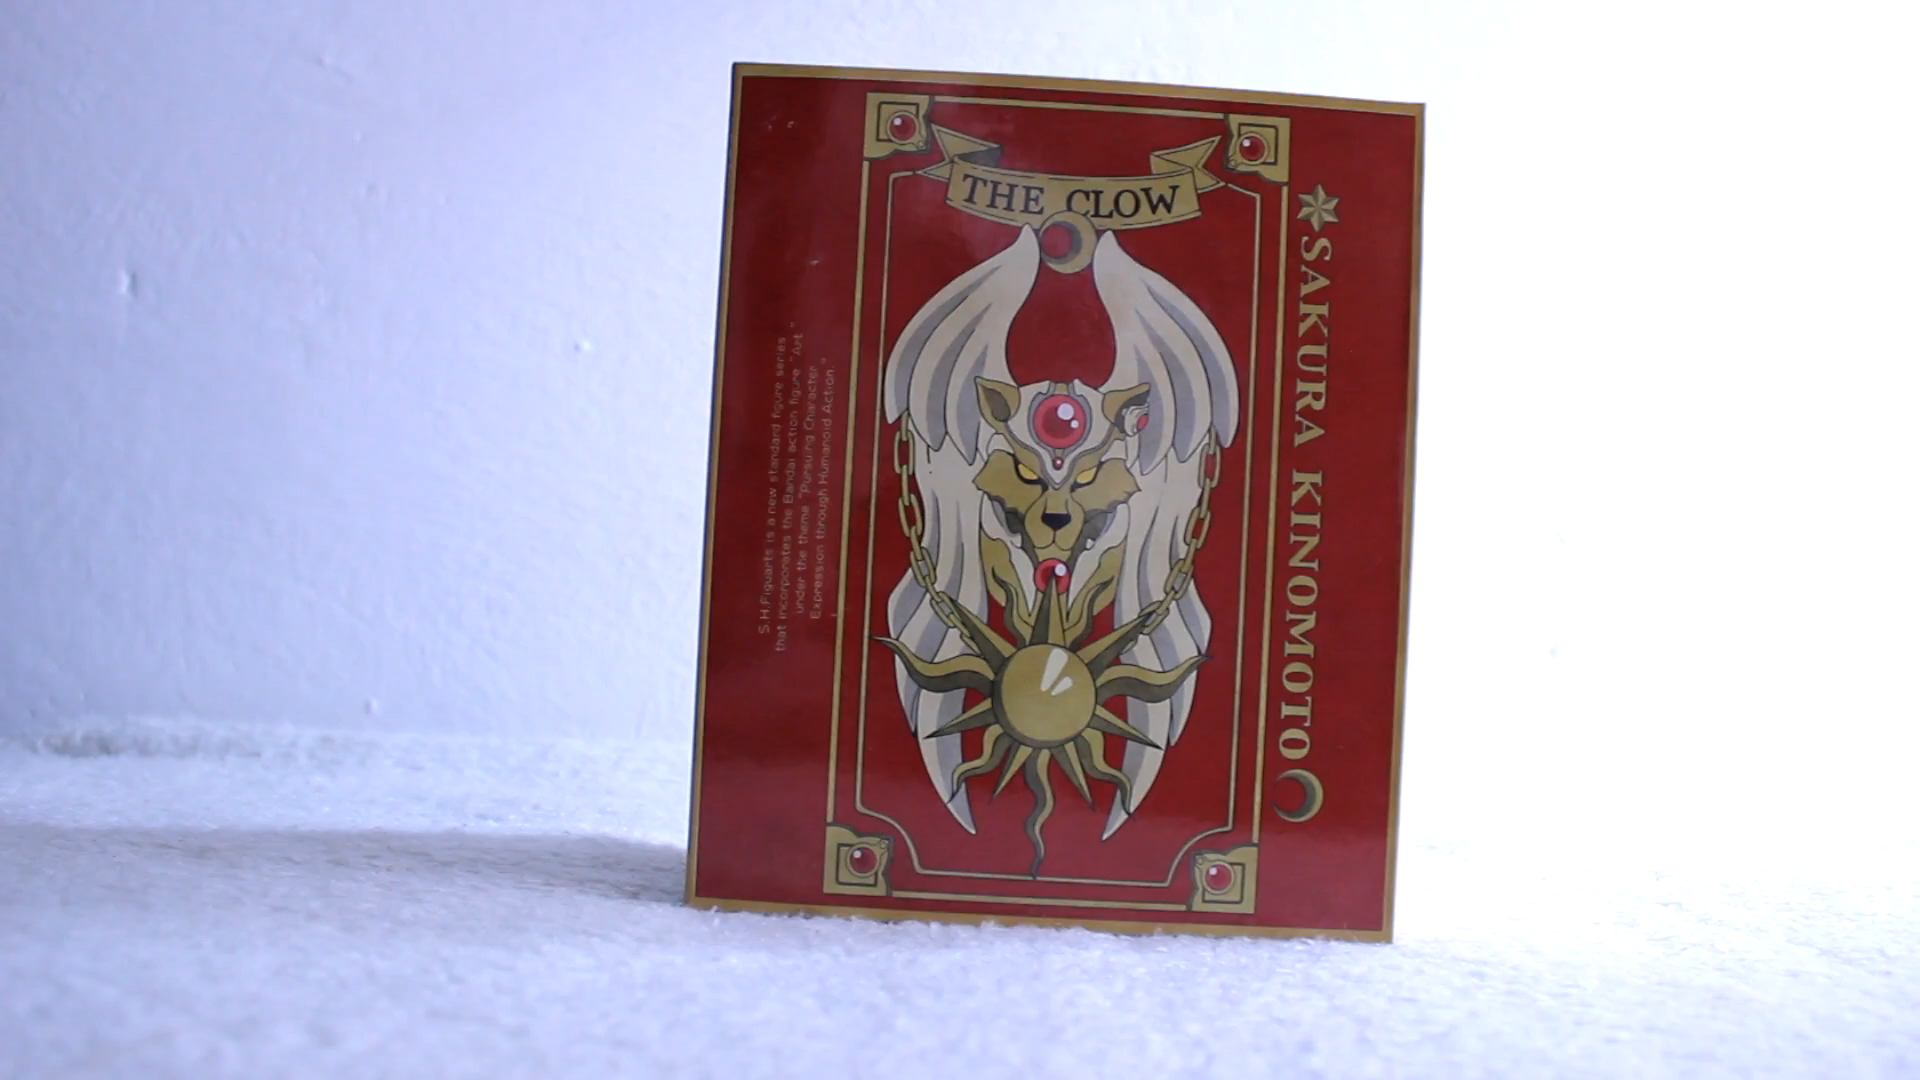 THE CLOW
SAKURA KINOMOTO
S.H.Figuarts is a new standard figure series
that incorporates the Bandai action figure "Art"
under the theme "Pursuing Character
Expression through Humanoid Action."